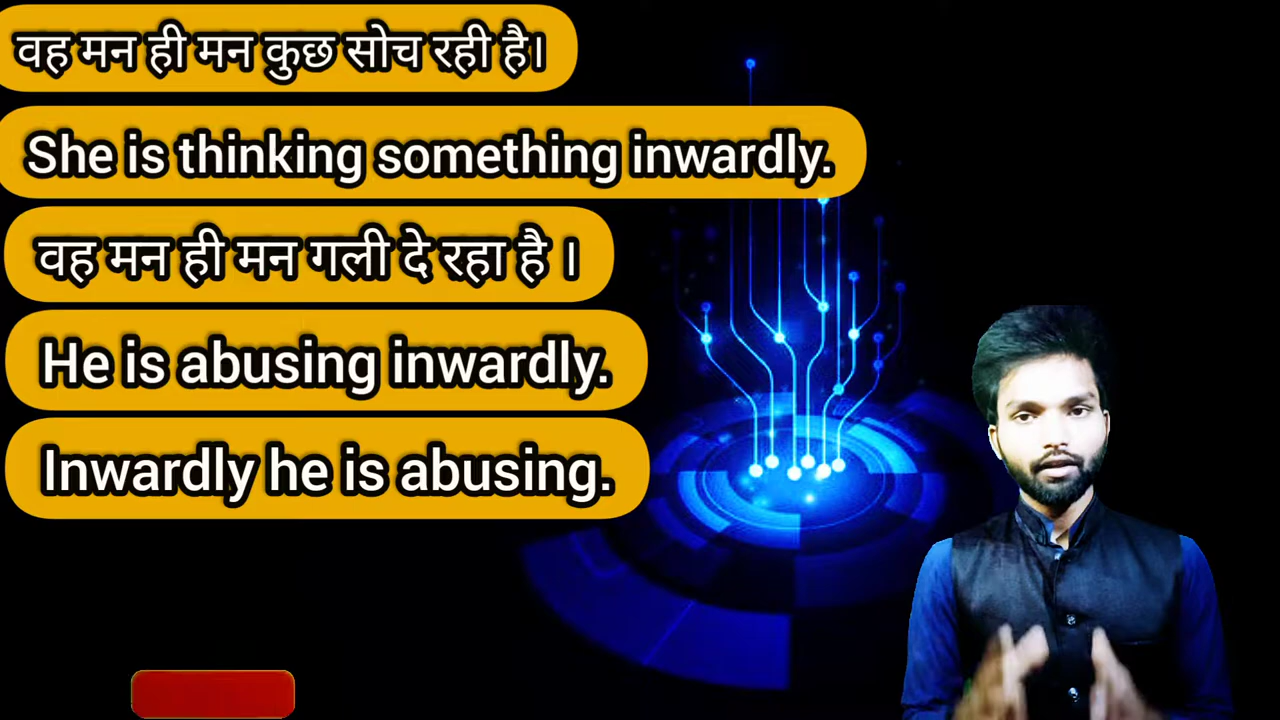 वह मन ही मन कुछ सोच रही है।
She is thinking something inwardly.
वह मन ही मन गली दे रहा है ।
He is abusing inwardly.
Inwardly he is abusing.